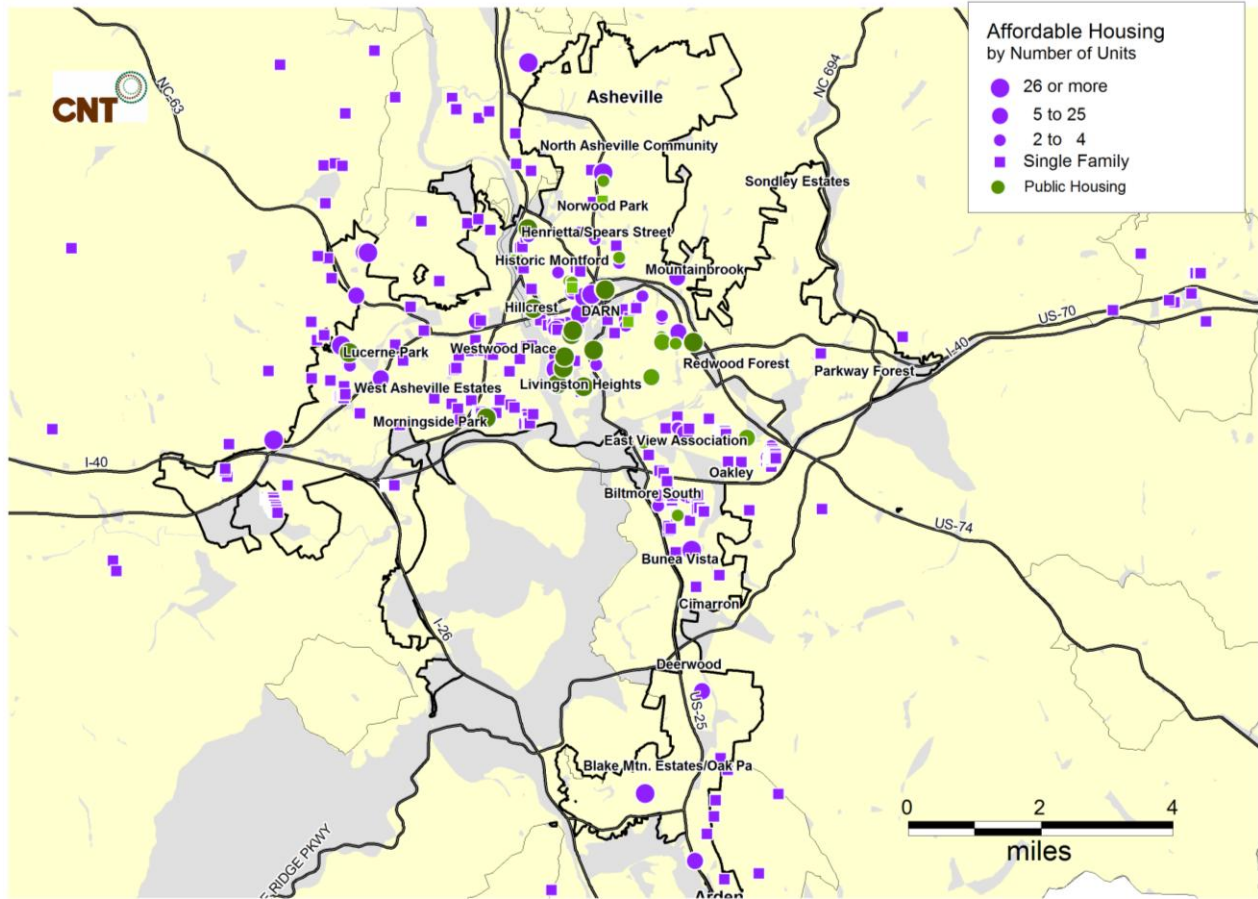 Affordable Housing
by Number of Units
26 or more
5 to 25
2 to 4
Single Family
Public Housing
CNT
NC-63
NC 694
Asheville
North Asheville Community
Sondley Estates
Norwood Park
Henrietta/Spears Street
Historic Montford
Mountainbrook
Hillcrest
DARN
US-70
Westwood Place
Lucerne Park
Redwood Forest
I-40
Parkway Forest
Livingston Heights
West Asheville Estates
Morningside Park
East View Association
I-40
Oakley
Biltmore South
US-74
Bunea Vista
Cimarron
I-26
Deerwood
US-25
Blake Mtn. Estates/Oak Pa
0 2 4
miles
E RIDGE PKWY
Arden